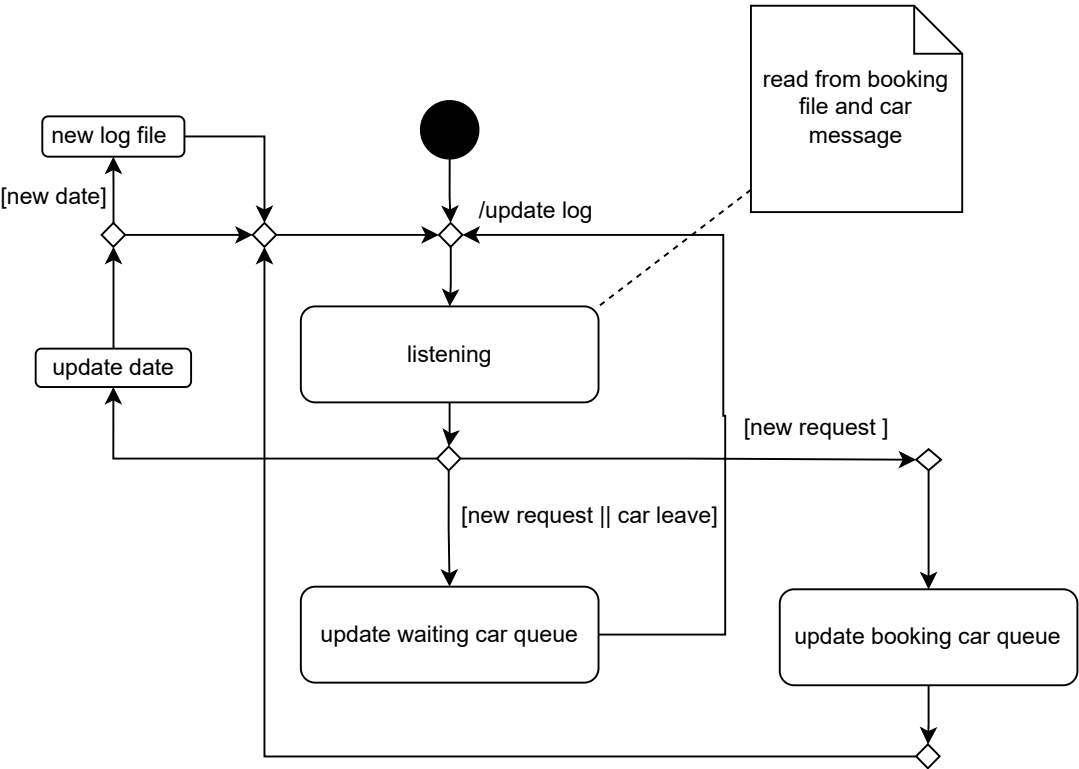 read from booking
file and car
message
new log file
[new date]
/update log
listening
update date
[new request ]
[new request || car leave]
update waiting car queue
update booking car queue